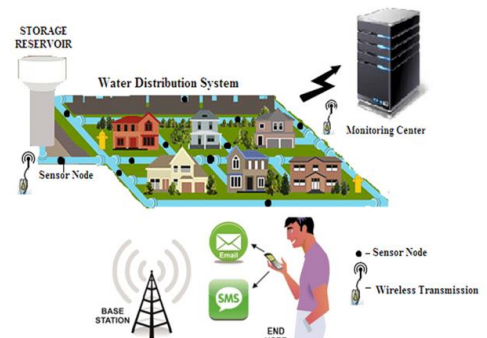 STORAGE
RESERVOIR
Water Distribution System
Monitoring Center
Sensor Node
Email
SMS
BASE
STATION
END
- Sensor Node
- Wireless Transmission